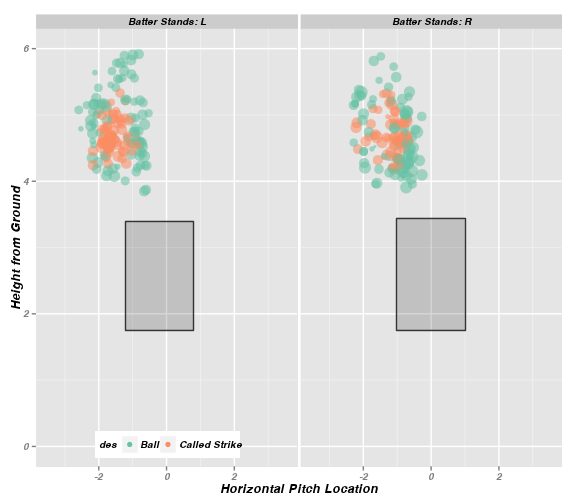 Batter Stands: L
Batter Stands: R
Height from Ground
6
4
2
0
des Ball Called Strike
-2 0 2 -2 0 2
Horizontal Pitch Location